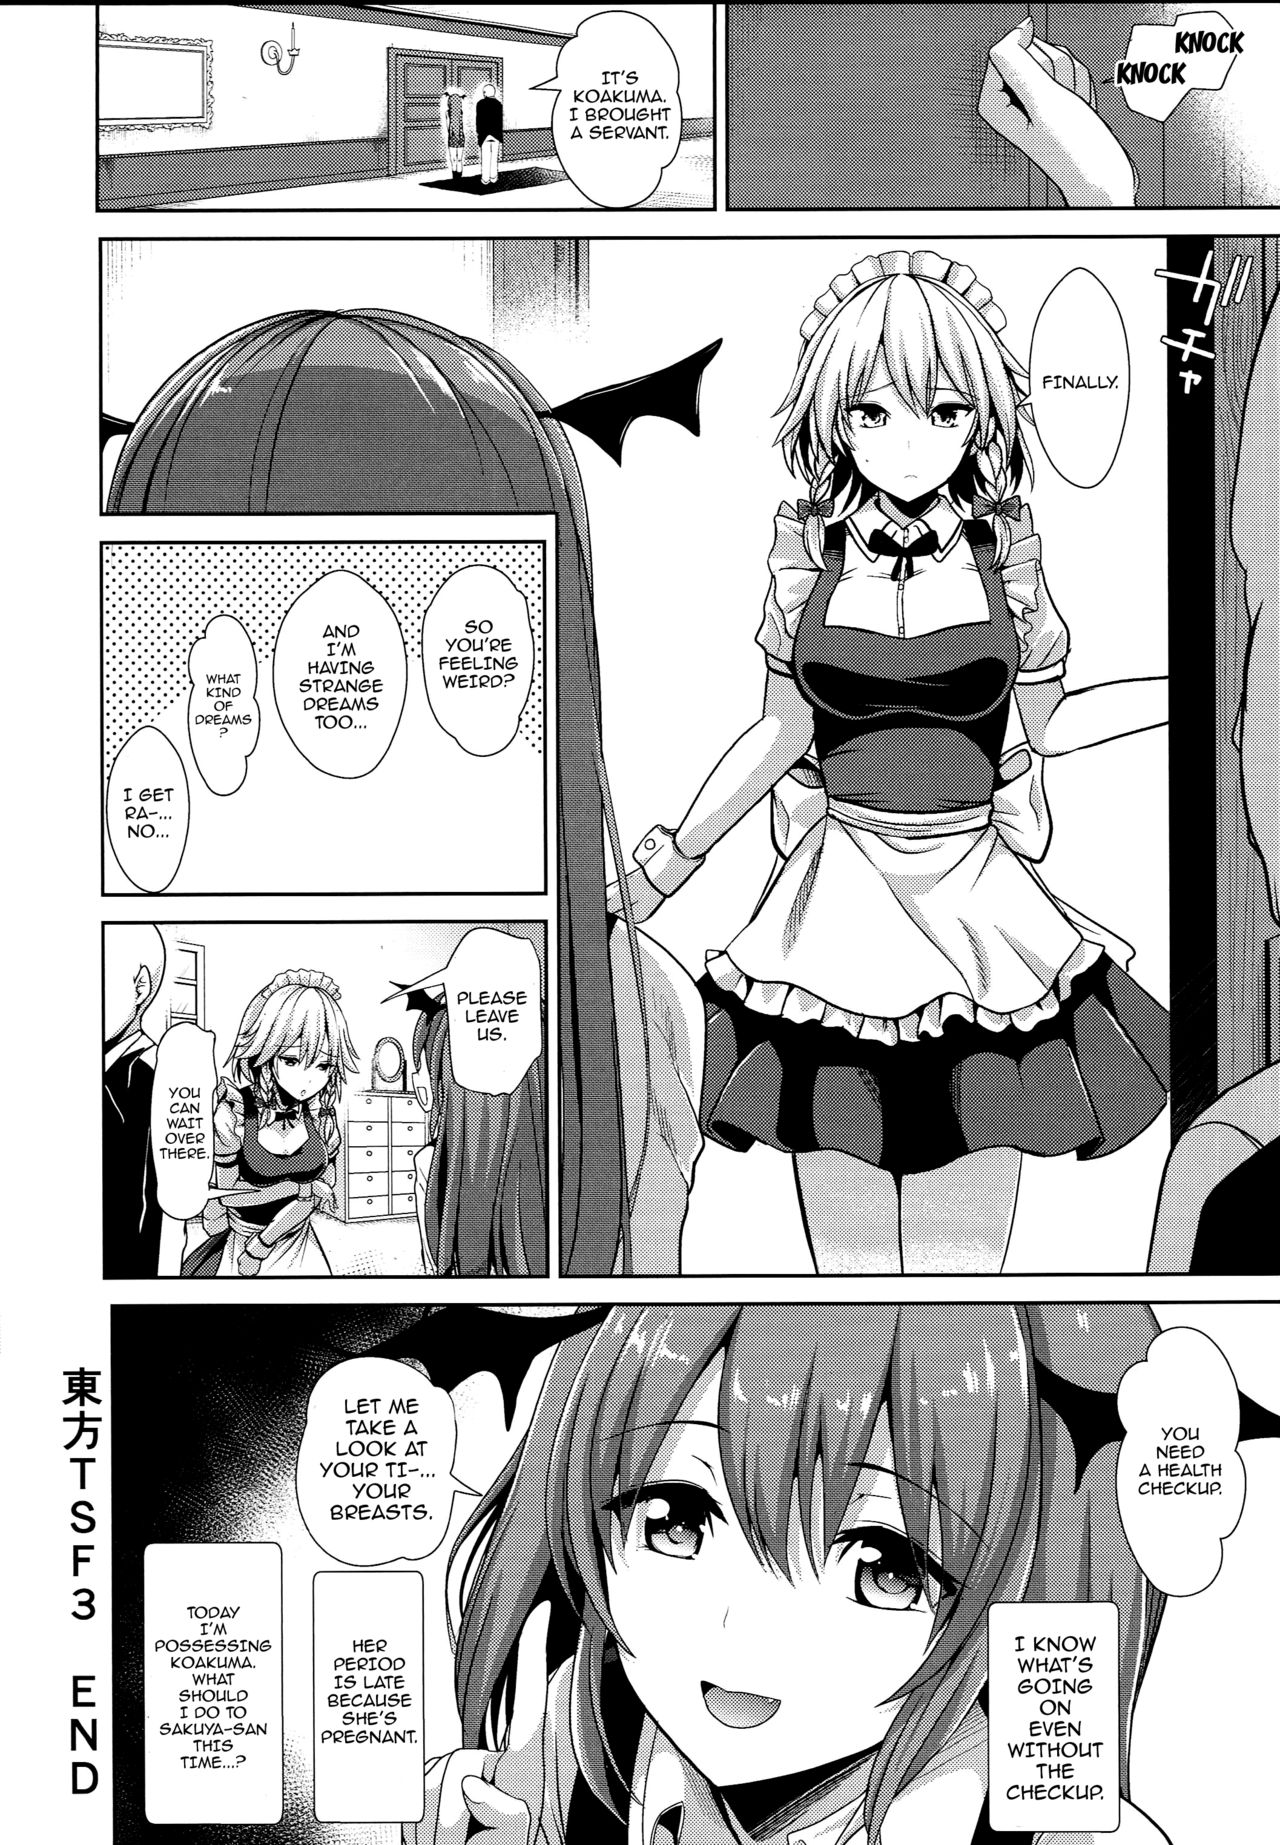 KNOCK
KNOCK
IT'S
KOAKUMA.
I BROUGHT
A SERVANT.
ガチャ
FINALLY.
SO
YOU'RE
FEELING
WEIRD?
AND
I'M
HAVING
STRANGE
DREAMS
TOO...
WHAT
KIND
OF
DREAMS
?
I GET
RA-...
NO...
PLEASE
LEAVE
US.
YOU
CAN
WAIT
OVER
THERE.
YOU
NEED
A HEALTH
CHECKUP.
I KNOW
WHAT'S
GOING
ON
EVEN
WITHOUT
THE
CHECKUP.
LET ME
TAKE A
LOOK AT
YOUR TI-...
YOUR
BREASTS.
HER
PERIOD
IS LATE
BECAUSE
SHE'S
PREGNANT.
TODAY
I'M
POSSESSING
KOAKUMA.
WHAT
SHOULD
I DO TO
SAKUYA-SAN
THIS
TIME...?
東方TSF3 END